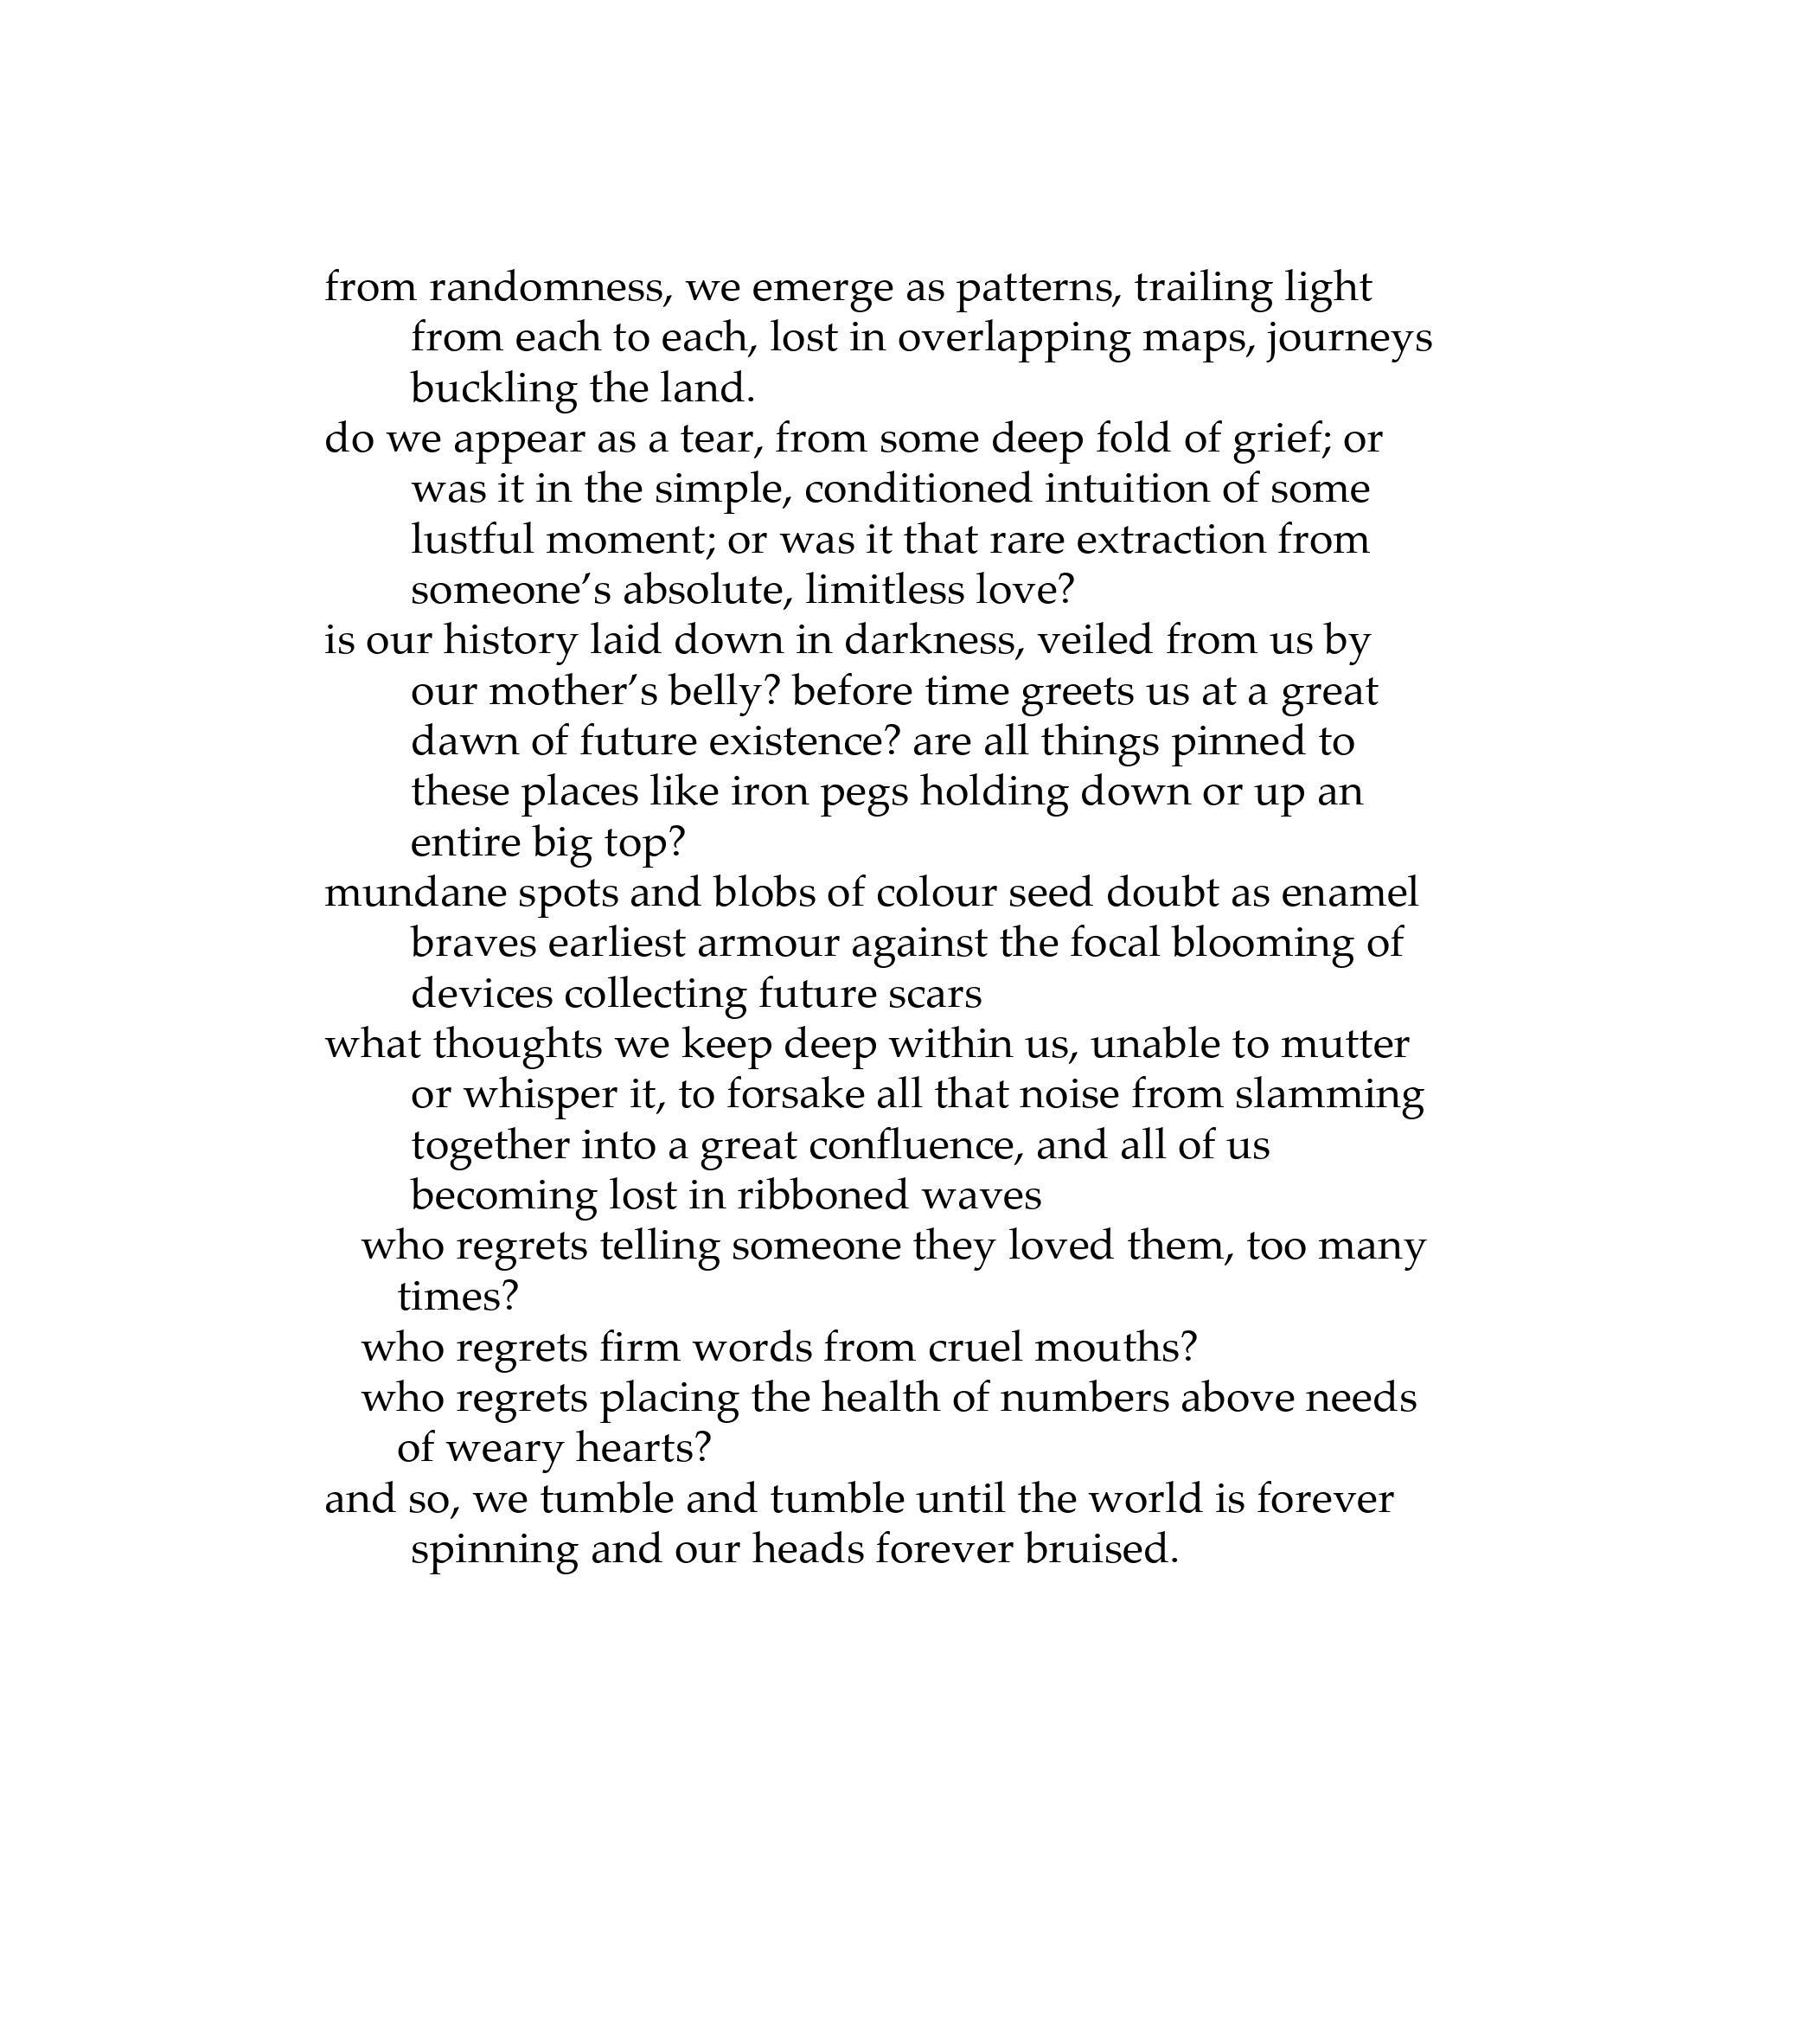 from randomness, we emerge as patterns, trailing light
from each to each, lost in overlapping maps, journeys
buckling the land.
do we appear as a tear, from some deep fold of grief; or
was it in the simple, conditioned intuition of some
lustful moment; or was it that rare extraction from
someone’s absolute, limitless love?
is our history laid down in darkness, veiled from us by
our mother’s belly? before time greets us at a great
dawn of future existence? are all things pinned to
these places like iron pegs holding down or up an
entire big top?
mundane spots and blobs of colour seed doubt as enamel
braves earliest armour against the focal blooming of
devices collecting future scars
what thoughts we keep deep within us, unable to mutter
or whisper it, to forsake all that noise from slamming
together into a great confluence, and all of us
becoming lost in ribboned waves
who regrets telling someone they loved them, too many
times?
who regrets firm words from cruel mouths?
who regrets placing the health of numbers above needs
of weary hearts?
and so, we tumble and tumble until the world is forever
spinning and our heads forever bruised.